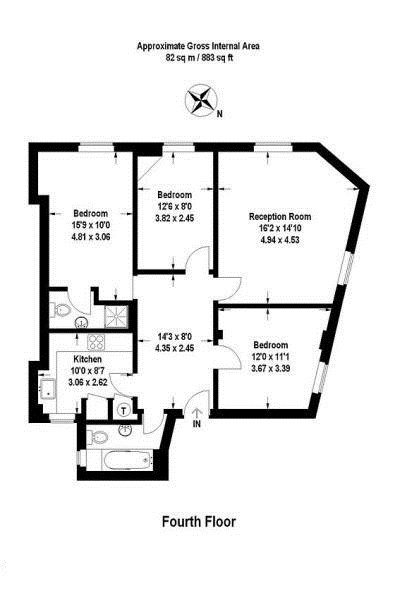 Approximate Gross Internal Area
82 sq m / 883 sq ft
N
Bedroom
15'9 x 10'0
4.81 x 3.06
Bedroom
12'6 x 8'0
3.82 x 2.45
Reception Room
16'2 x 14'10
4.94 x 4.53
14'3 x 8'0
4.35 x 2.45
Bedroom
12'0 x 11'1
3.67 x 3.39
Kitchen
10'0 x 8'7
3.06 x 2.62
T
IN
Fourth Floor